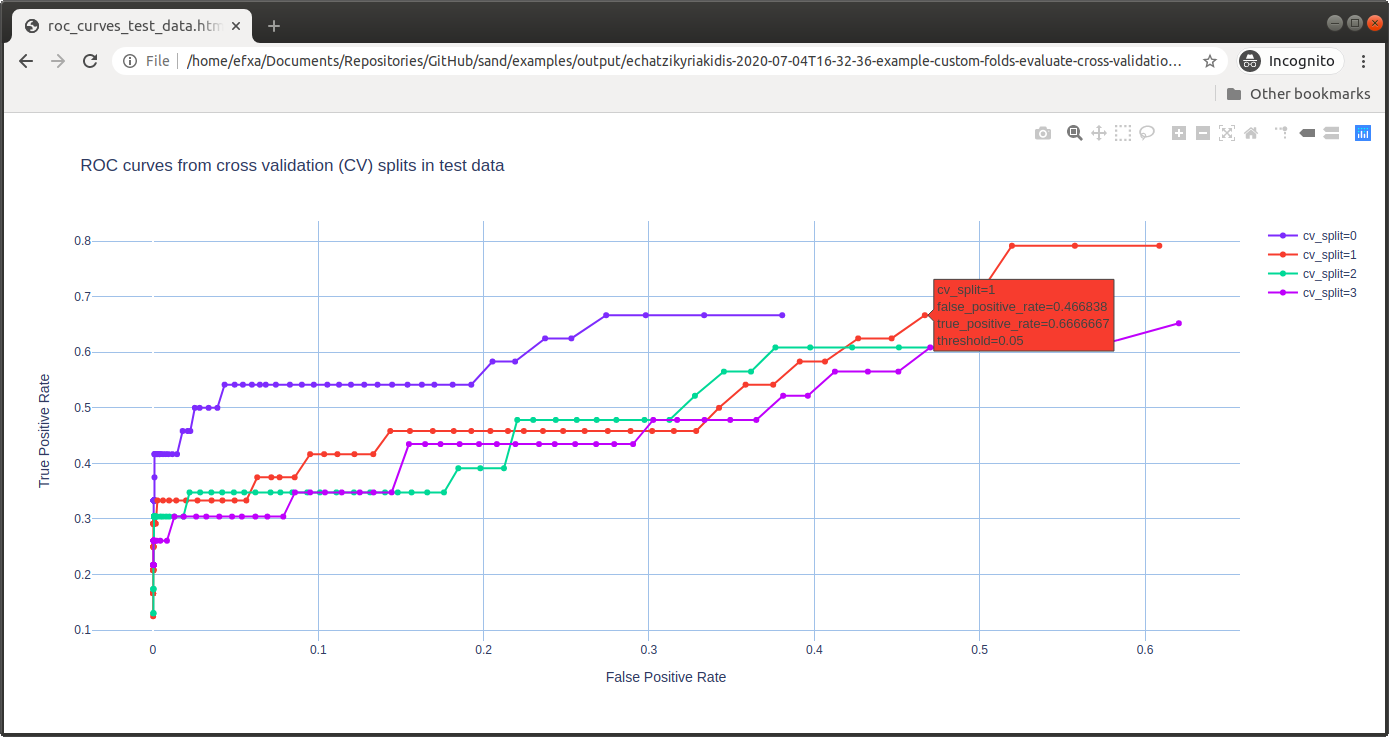 roc_curves_test_data.htm
File
/home/efxa/Documents/Repositories/GitHub/sand/examples/output/echatzikyriakidis-2020-07-04T16-32-36-example-custom-folds-evaluate-cross-validatio…
Incognito
Other bookmarks
ROC curves from cross validation (CV) splits in test data
cv_split=0
cv_split=1
cv_split=2
cv_split=3
cv_split=1
false_positive_rate=0.466838
true_positive_rate=0.6666667
threshold=0.05
True Positive Rate
0.8
0.7
0.6
0.5
0.4
0.3
0.2
0.1
0 0.1 0.2 0.3 0.4 0.5 0.6
False Positive Rate